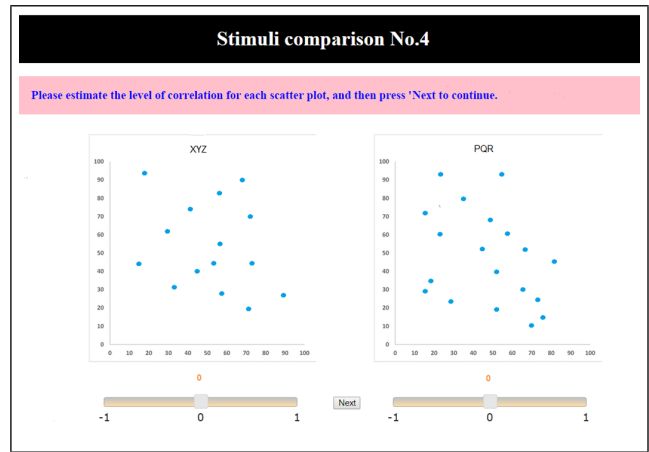 Stimuli comparison No.4
Please estimate the level of correlation for each scatter plot, and then press 'Next to continue.
XYZ
100
90
80
70
60
50
40
30
20
10
0
0 10 20 30 40 50 60 70 80 90 100
PQR
100
90
80
70
60
50
40
30
20
10
0
0 10 20 30 40 50 60 70 80 90 100
0
-1 0 1
Next
0
-1 0 1